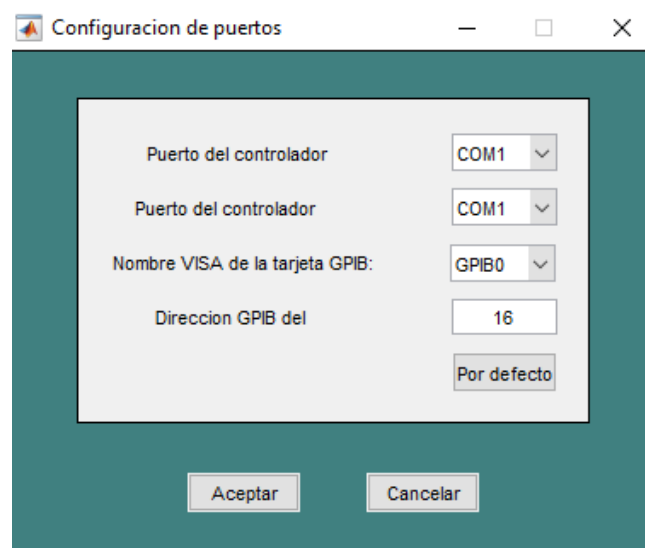 Configuracion de puertos
Puerto del controlador COM1
Puerto del controlador COM1
Nombre VISA de la tarjeta GPIB: GPIB0
Direccion GPIB del 16
Por defecto
Aceptar Cancelar